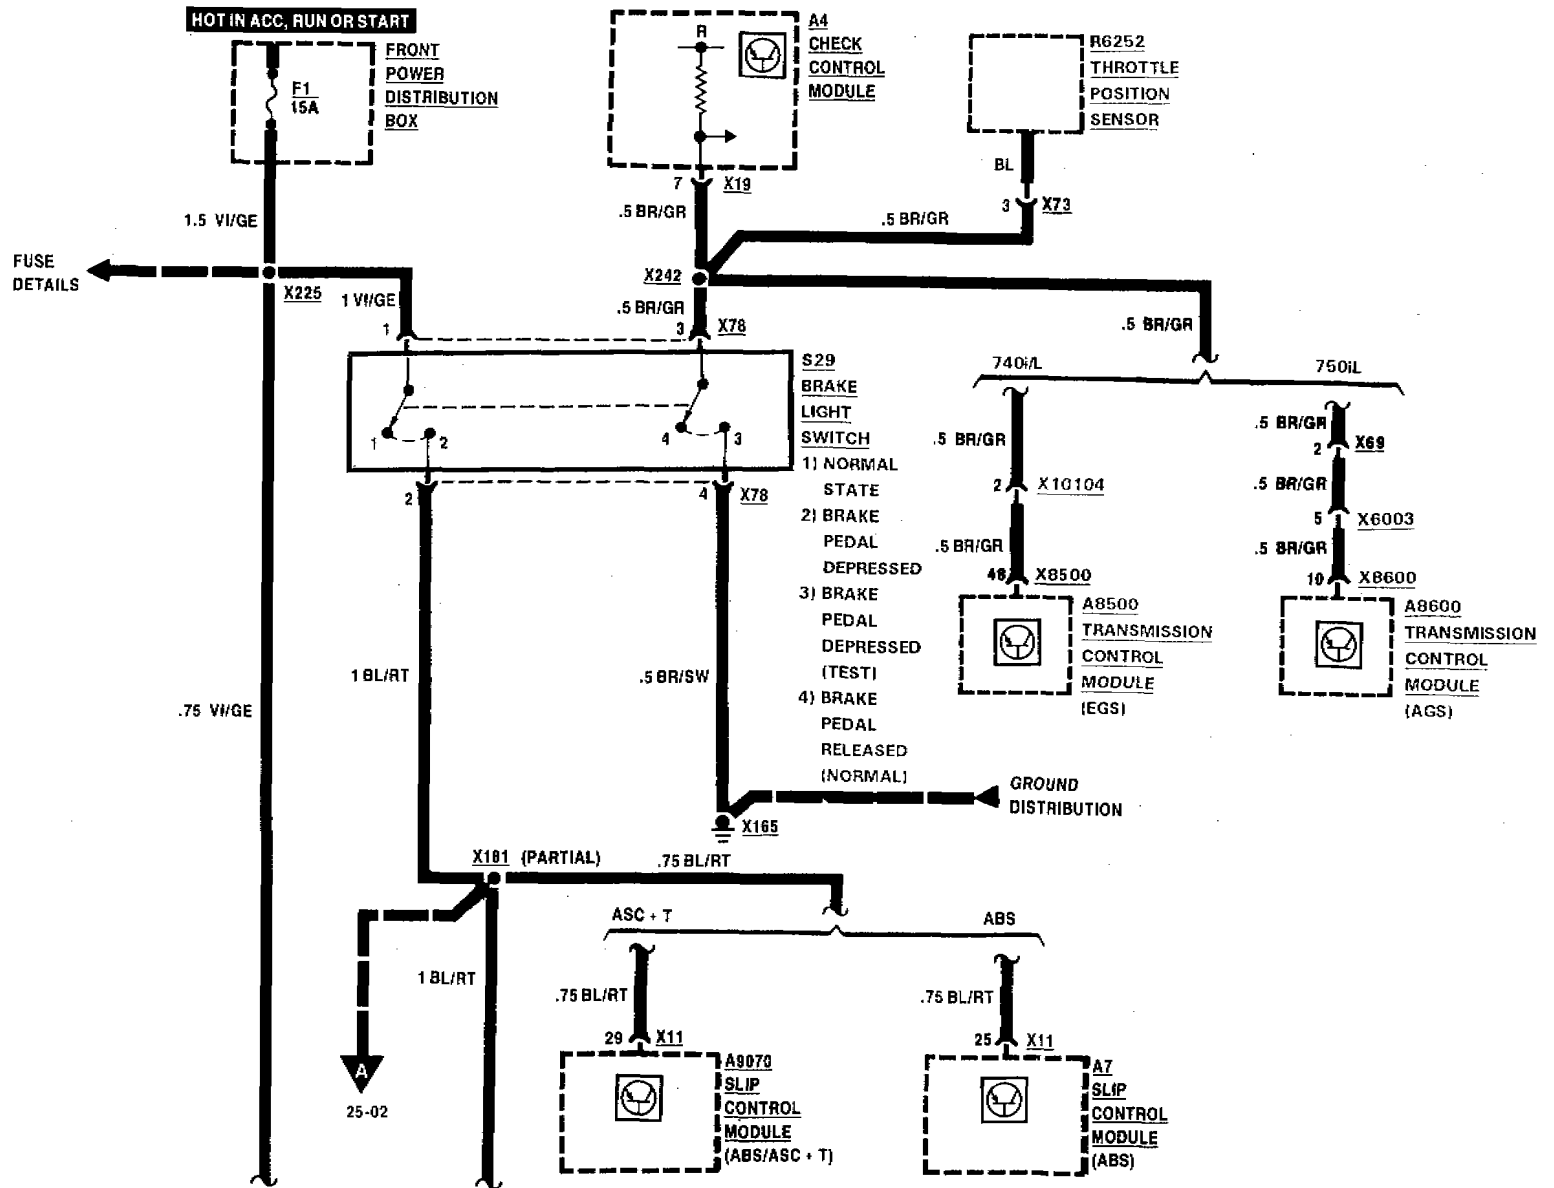 HOT IN ACC, RUN OR START
FRONT
POWER
DISTRIBUTION
BOX
F1
15A
R
A4
CHECK
CONTROL
MODULE
R6252
THROTTLE
POSITION
SENSOR
BL
7 X19
3 X73
1.5 VI/GE
.5 BR/GR
.5 BR/GR
FUSE
DETAILS
X225
X242
1 VI/GE
.5 BR/GR
.5 BR/GR
1
3 X78
740i/L
750iL
S29
BRAKE
LIGHT
SWITCH
1) NORMAL
STATE
2) BRAKE
PEDAL
DEPRESSED
3) BRAKE
PEDAL
DEPRESSED
(TEST)
4) BRAKE
PEDAL
RELEASED
(NORMAL)
1 2
4 3
2
4 X78
.5 BR/GR
2 X10104
.5 BR/GR
48 X8500
A8500
TRANSMISSION
CONTROL
MODULE
(EGS)
.5 BR/GR
2 X69
.5 BR/GR
5 X6003
.5 BR/GR
10 X8600
A8600
TRANSMISSION
CONTROL
MODULE
(AGS)
1 BL/RT
.5 BR/SW
.75 VI/GE
GROUND
DISTRIBUTION
X165
X181 (PARTIAL)
.75 BL/RT
ASC + T
ABS
1 BL/RT
.75 BL/RT
.75 BL/RT
29 X11
25 X11
A
25-02
A9070
SLIP
CONTROL
MODULE
(ABS/ASC + T)
A7
SLIP
CONTROL
MODULE
(ABS)